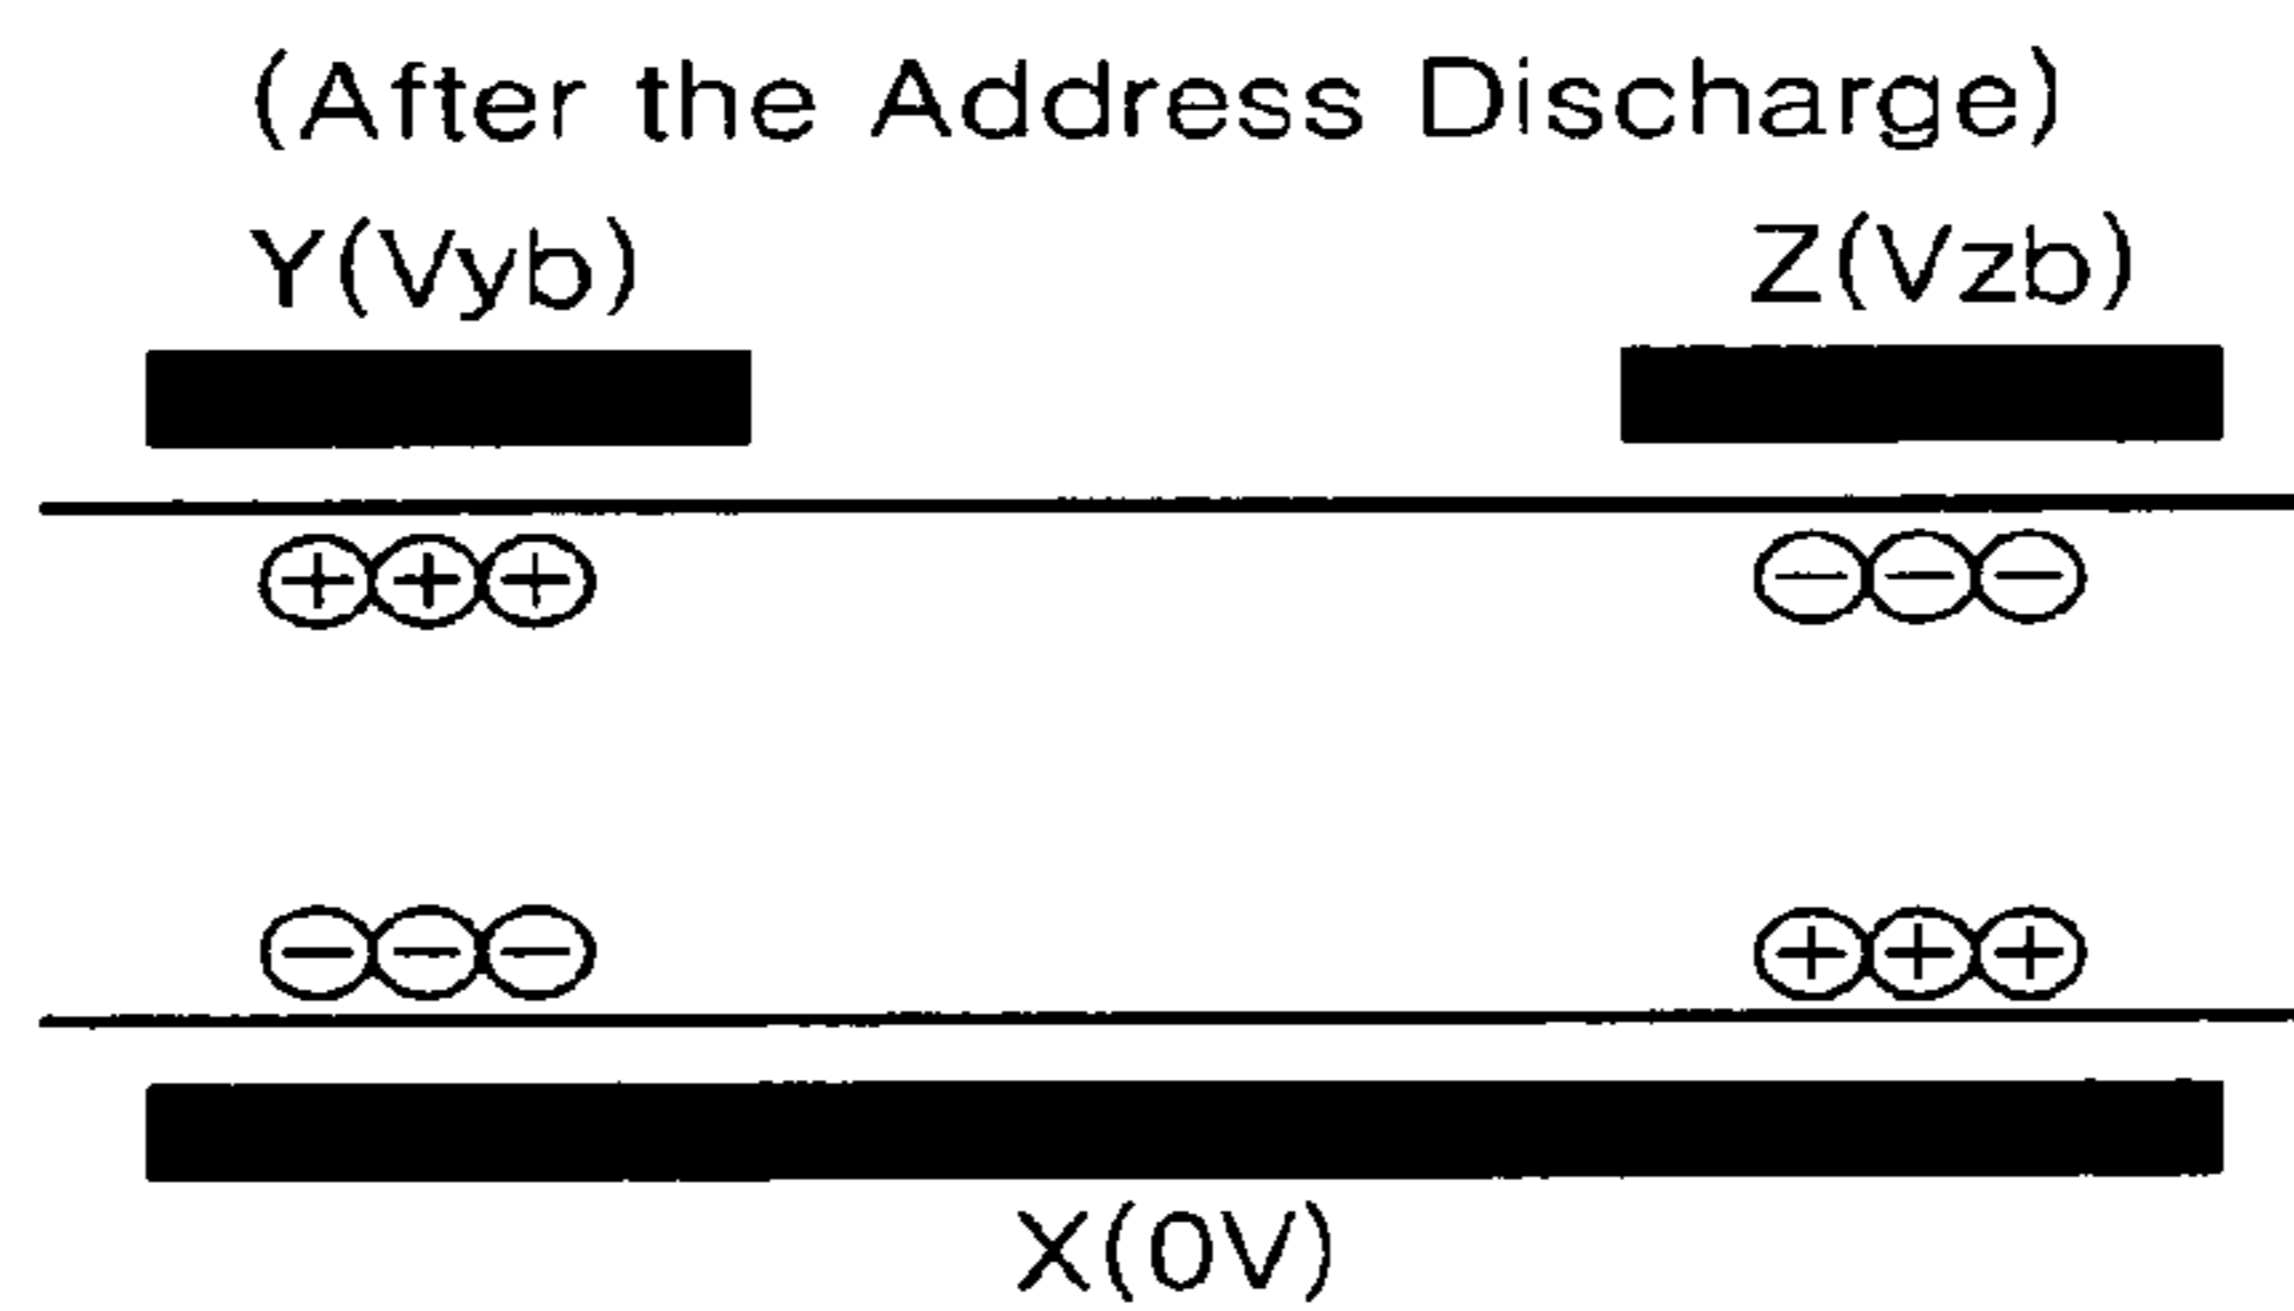 (After the Address Discharge)
Y(Vyb) Z(Vzb)
+ + + - - -
- - - + + +
X(0V)